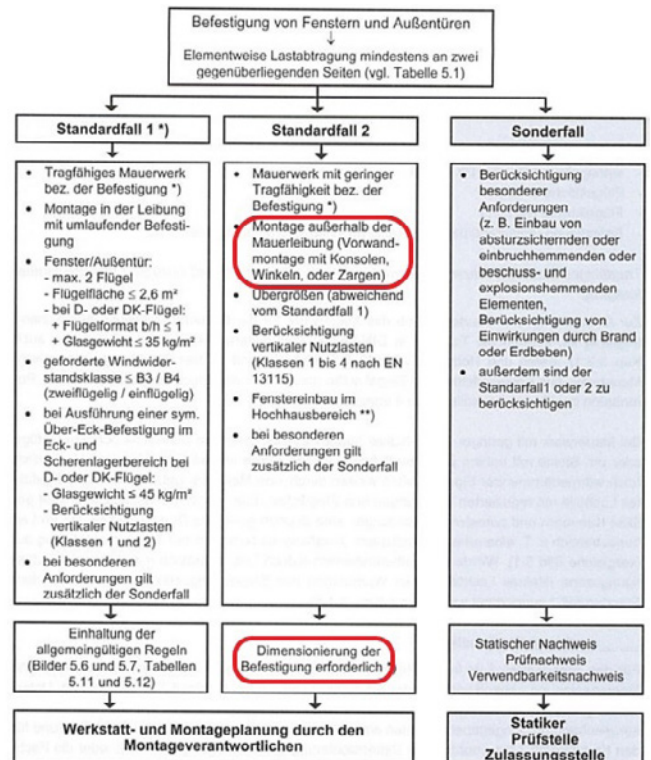 Befestigung von Fenstern und Außentüren
Elementweise Lastabtragung mindestens an zwei
gegenüberliegenden Seiten (vgl. Tabelle 5.1)
Standardfall 1 *)
• Tragfähiges Mauerwerk
bez. der Befestigung *)
• Montage in der Leibung
mit umlaufender Befesti-
gung
• Fenster/Außentür:
- max. 2 Flügel
- Flügelfläche ≤ 2,6 m²
- bei D- oder DK-Flügel:
+ Flügelformat b/h ≤ 1
+ Glasgewicht ≤ 35 kg/m²
• geforderte Windwider-
standsklasse ≤ B3 / B4
(zweiflügelig / einflügelig)
• bei Ausführung einer sym.
Über-Eck-Befestigung im
Eck- und
Scherenlagerbereich bei
D- oder DK-Flügel:
- Glasgewicht ≤ 45 kg/m²
- Berücksichtigung
vertikaler Nutzlasten
(Klassen 1 und 2)
• bei besonderen
Anforderungen gilt
zusätzlich der Sonderfall
Einhaltung der
allgemeingültigen Regeln
(Bilder 5.6 und 5.7, Tabellen
5.11 und 5.12)
Standardfall 2
• Mauerwerk mit geringer
Tragfähigkeit bez. der
Befestigung *)
• Montage außerhalb der
Mauerleibung (Vorwand-
montage mit Konsolen,
Winkeln, oder Zargen)
• Übergrößen (abweichend
vom Standardfall 1)
• Berücksichtigung
vertikaler Nutzlasten
(Klassen 1 bis 4 nach EN
13115)
• Fenstereinbau im
Hochhausbereich **)
• bei besonderen
Anforderungen gilt
zusätzlich der Sonderfall
Dimensionierung der
Befestigung erforderlich *)
Werkstatt- und Montageplanung durch den
Montageverantwortlichen
Sonderfall
• Berücksichtigung
besonderer
Anforderungen
(z. B. Einbau von
absturzsichernden oder
einbruchhemmenden oder
beschuss- und
explosionshemmenden
Elementen,
Berücksichtigung von
Einwirkungen durch Brand
oder Erdbeben)
• außerdem sind der
Standarfall1 oder 2 zu
berücksichtigen
Statischer Nachweis
Prüfnachweis
Verwendbarkeitsnachweis
Statiker
Prüfstelle
Zulassungsstelle